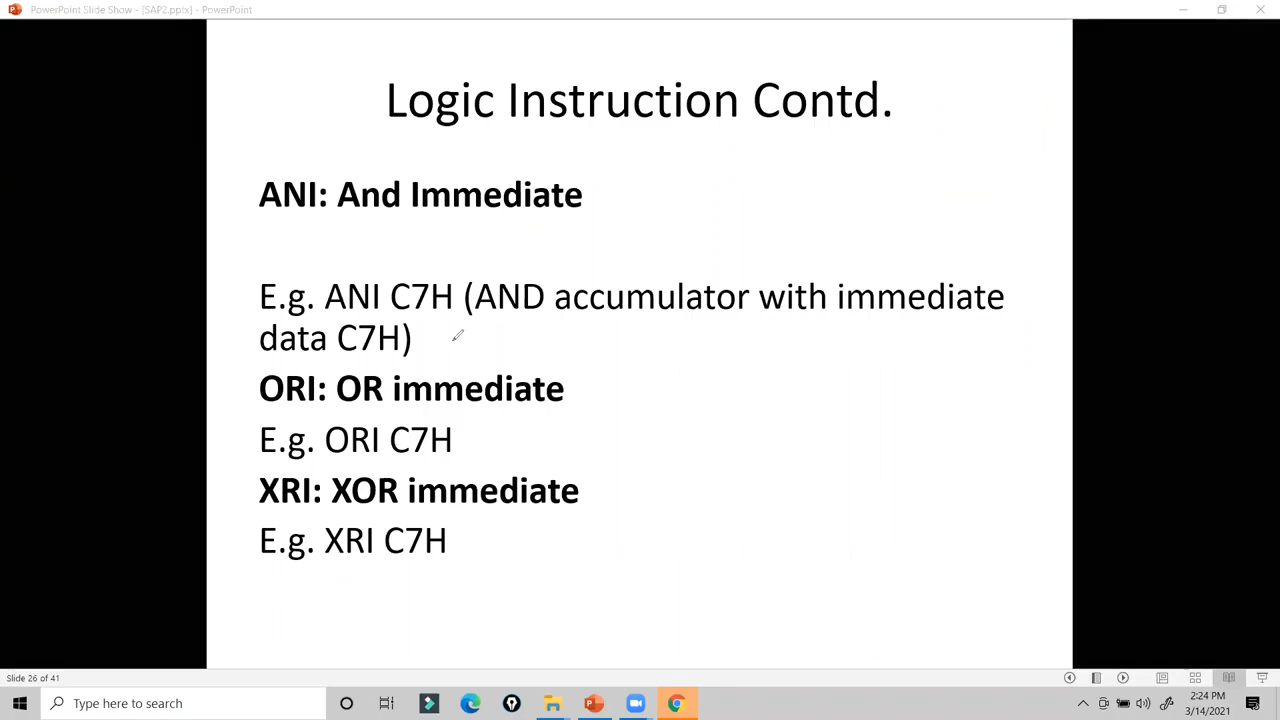 PowerPoint Slide Show - [SAP2.pptx] - PowerPoint
Logic Instruction Contd.
ANI: And Immediate
E.g. ANI C7H (AND accumulator with immediate
data C7H)
ORI: OR immediate
E.g. ORI C7H
XRI: XOR immediate
E.g. XRI C7H
Slide 26 of 41
Type here to search
2:24 PM
3/14/2021